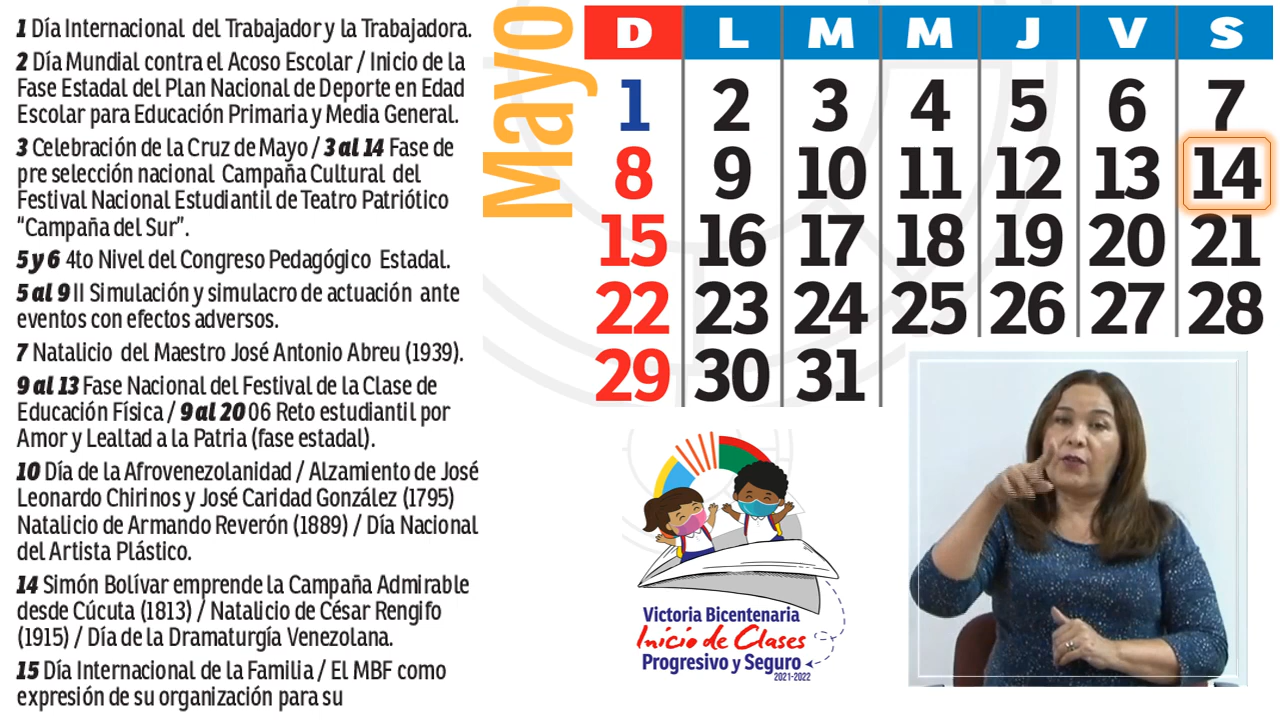 1 Día Internacional del Trabajador y la Trabajadora.
2 Día Mundial contra el Acoso Escolar / Inicio de la
Fase Estadal del Plan Nacional de Deporte en Edad
Escolar para Educación Primaria y Media General.
3 Celebración de la Cruz de Mayo / 3 al 14 Fase de
pre selección nacional Campaña Cultural del
Festival Nacional Estudiantil de Teatro Patriótico
“Campaña del Sur”.
5 y 6 4to Nivel del Congreso Pedagógico Estadal.
5 al 9 II Simulación y simulacro de actuación ante
eventos con efectos adversos.
7 Natalicio del Maestro José Antonio Abreu (1939).
9 al 13 Fase Nacional del Festival de la Clase de
Educación Física / 9 al 20 06 Reto estudiantil por
Amor y Lealtad a la Patria (fase estadal).
10 Día de la Afrovenezolanidad / Alzamiento de José
Leonardo Chirinos y José Caridad González (1795)
Natalicio de Armando Reverón (1889) / Día Nacional
del Artista Plástico.
14 Simón Bolívar emprende la Campaña Admirable
desde Cúcuta (1813) / Natalicio de César Rengifo
(1915) / Día de la Dramaturgía Venezolana.
15 Día Internacional de la Familia / El MBF como
expresión de su organización para su
Mayo
D L M M J V S
1 2 3 4 5 6 7
8 9 10 11 12 13 14
15 16 17 18 19 20 21
22 23 24 25 26 27 28
29 30 31
Victoria Bicentenaria
Inicio de Clases
Progresivo y Seguro
2021-2022